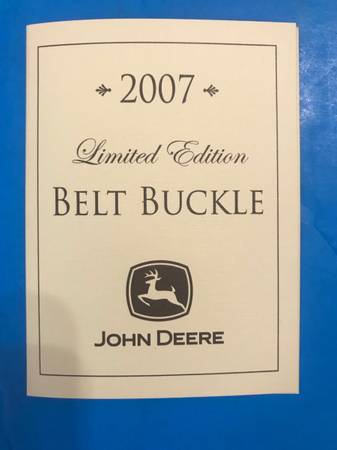 2007
Limited Edition
BELT BUCKLE
JOHN DEERE